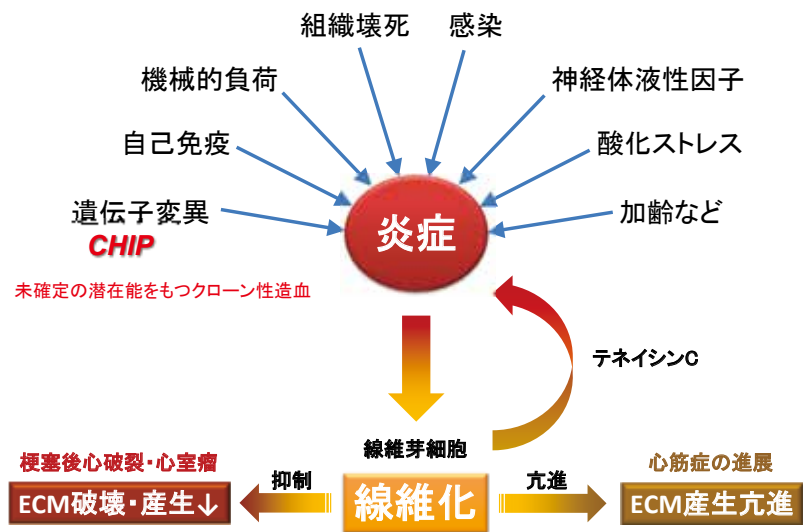 組織壊死
感染
機械的負荷
神経体液性因子
自己免疫
酸化ストレス
遺伝子変異
CHIP
加齢など
炎症
未確定の潜在能をもつクローン性造血
テネイシンC
線維芽細胞
梗塞後心破裂・心室瘤
抑制
亢進
心筋症の進展
ECM破壊・産生↓
線維化
ECM産生亢進